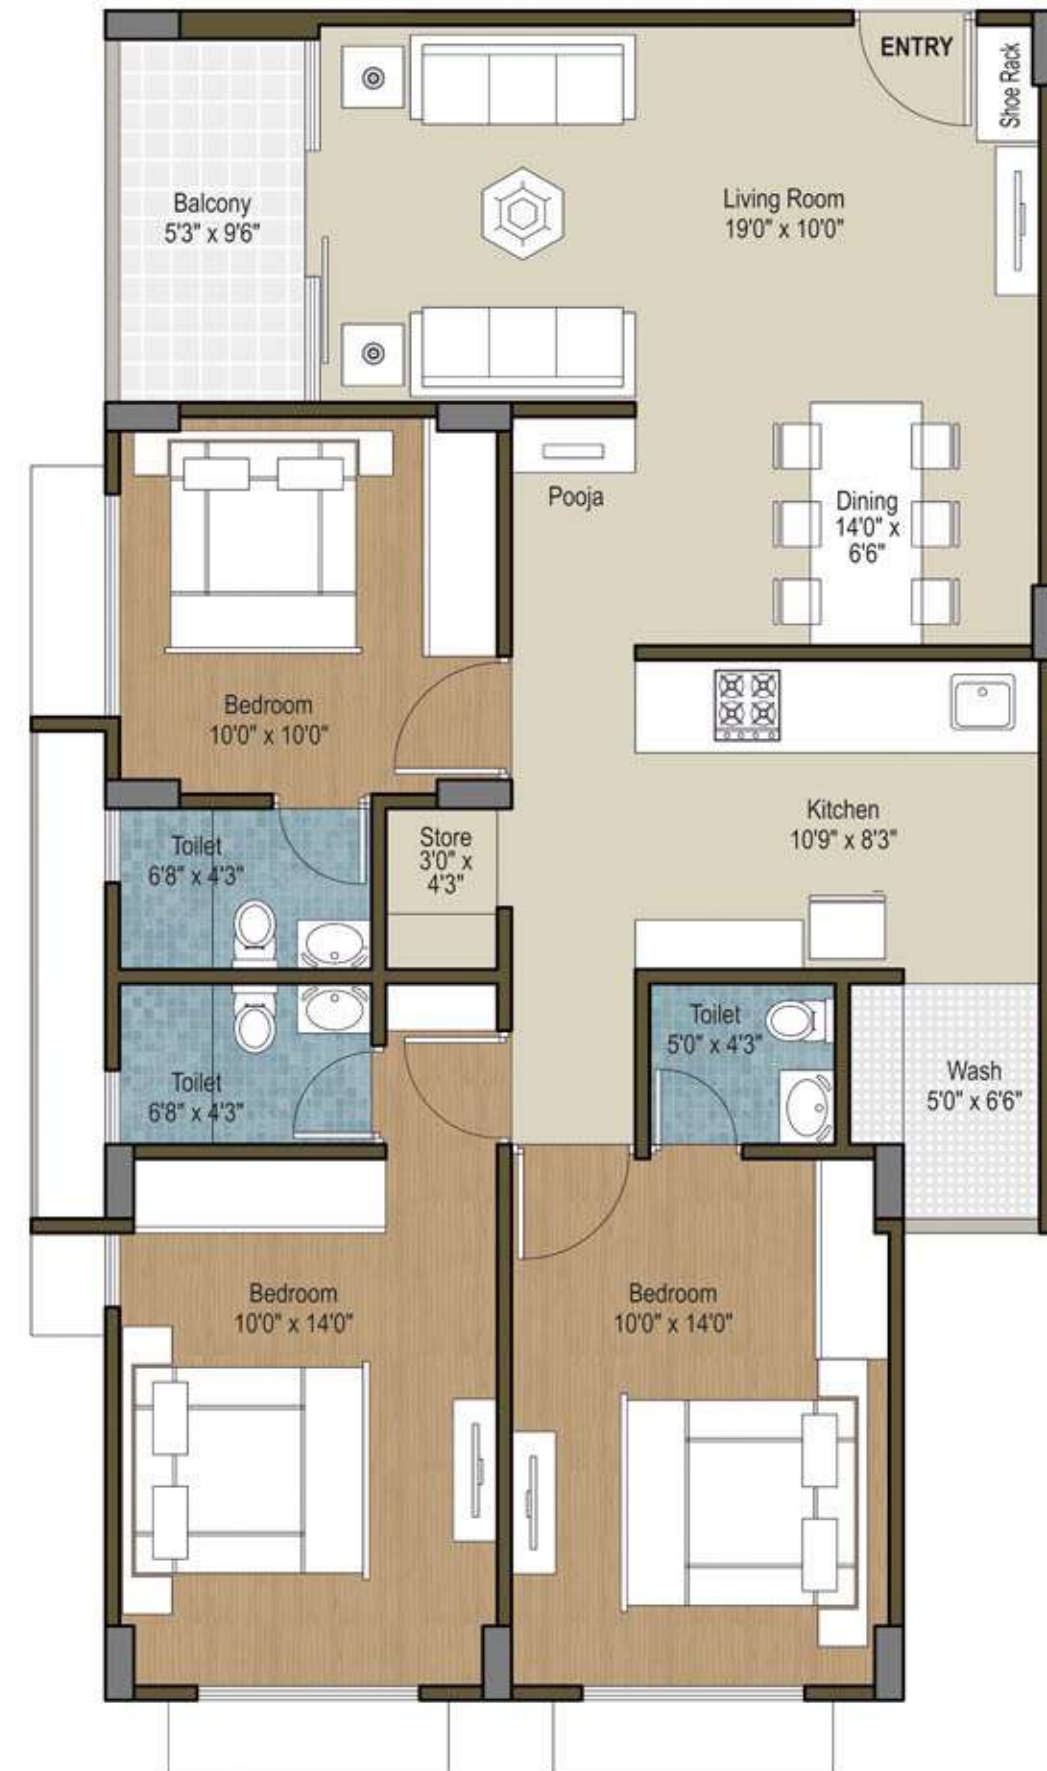 ENTRY
Shoe Rack
Balcony
5'3" x 9'6"
Living Room
19'0" x 10'0"
Pooja
Dining
14'0" x
6'6"
Bedroom
10'0" x 10'0"
Kitchen
10'9" x 8'3"
Toilet
6'8" x 4'3"
Store
3'0" x
4'3"
Toilet
5'0" x 4'3"
Toilet
6'8" x 4'3"
Wash
5'0" x 6'6"
Bedroom
10'0" x 14'0"
Bedroom
10'0" x 14'0"